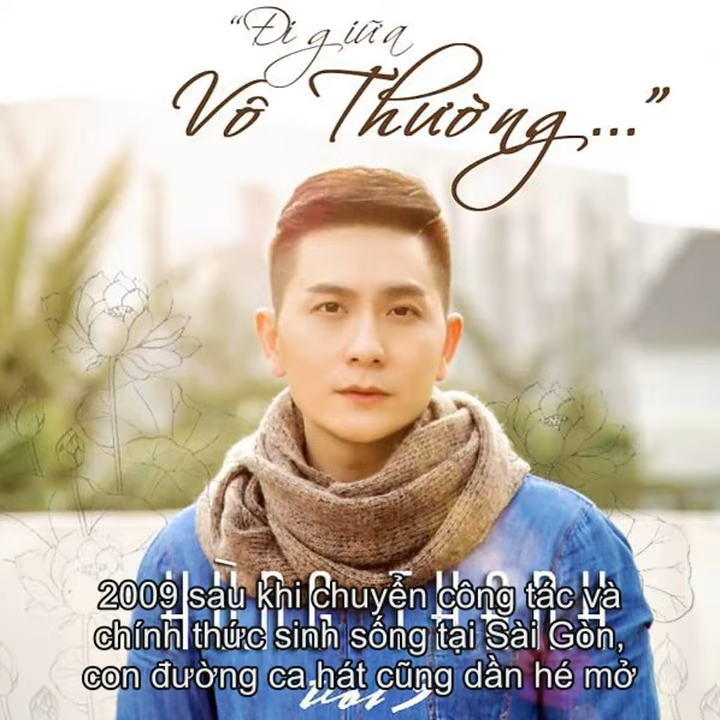 “Đi giữa
Vô Thường...”
2009 sau khi chuyển công tác và
chính thức sinh sống tại Sài Gòn,
con đường ca hát cũng dần hé mở